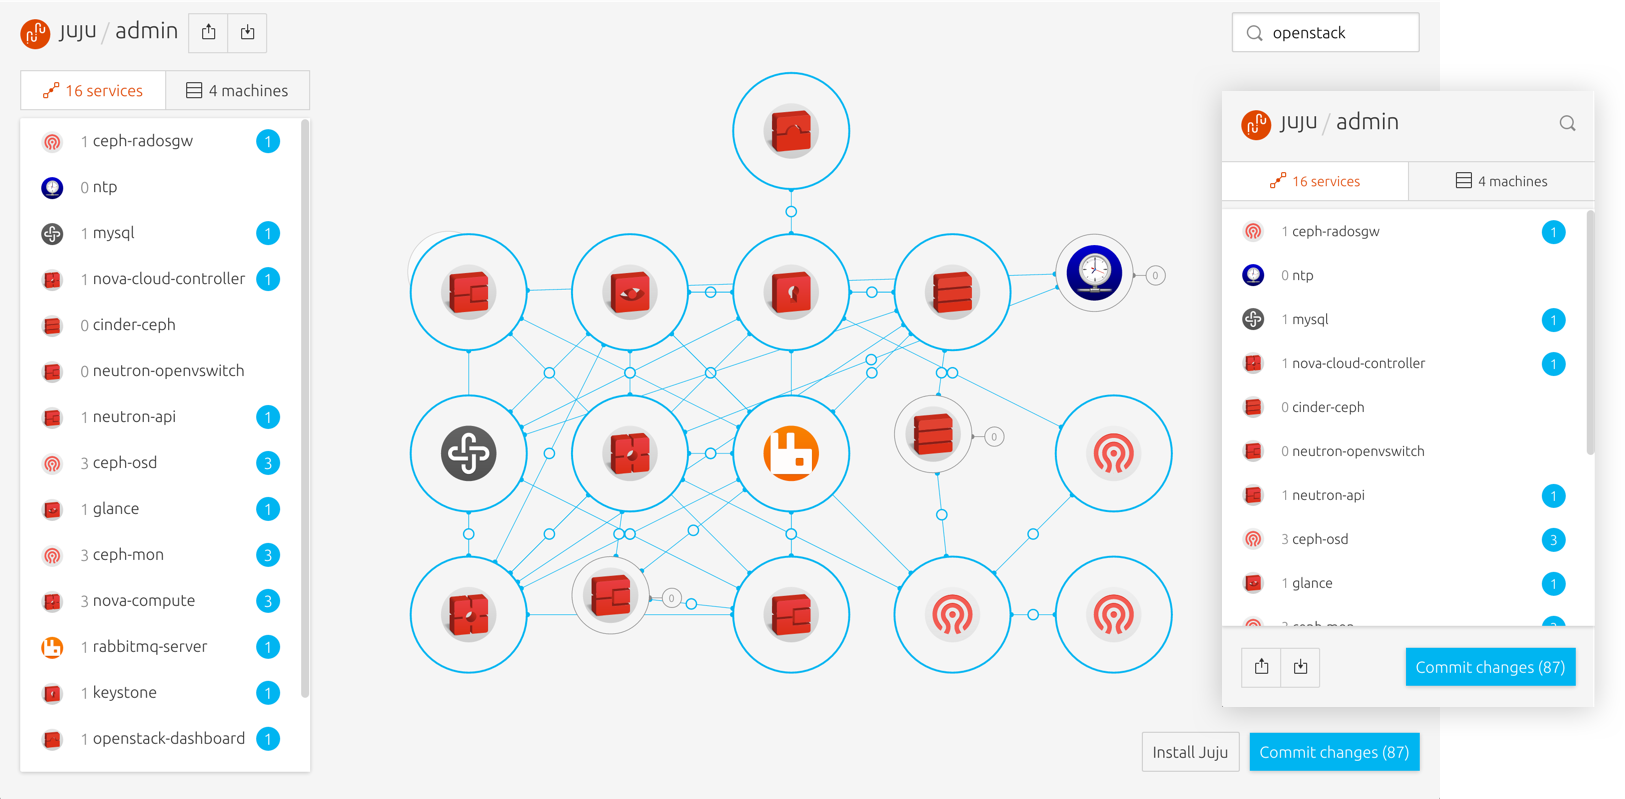 juju / admin
openstack
16 services
4 machines
1 ceph-radosgw 1
0 ntp
1 mysql 1
1 nova-cloud-controller 1
0 cinder-ceph
0 neutron-openvswitch
1 neutron-api 1
3 ceph-osd 3
1 glance 1
3 ceph-mon 3
3 nova-compute 3
1 rabbitmq-server 1
1 keystone 1
1 openstack-dashboard 1
0
0
0
Install Juju
Commit changes (87)
juju / admin
16 services
4 machines
1 ceph-radosgw 1
0 ntp
1 mysql 1
1 nova-cloud-controller 1
0 cinder-ceph
0 neutron-openvswitch
1 neutron-api 1
3 ceph-osd 3
1 glance 1
3 ceph-mon 3
Commit changes (87)